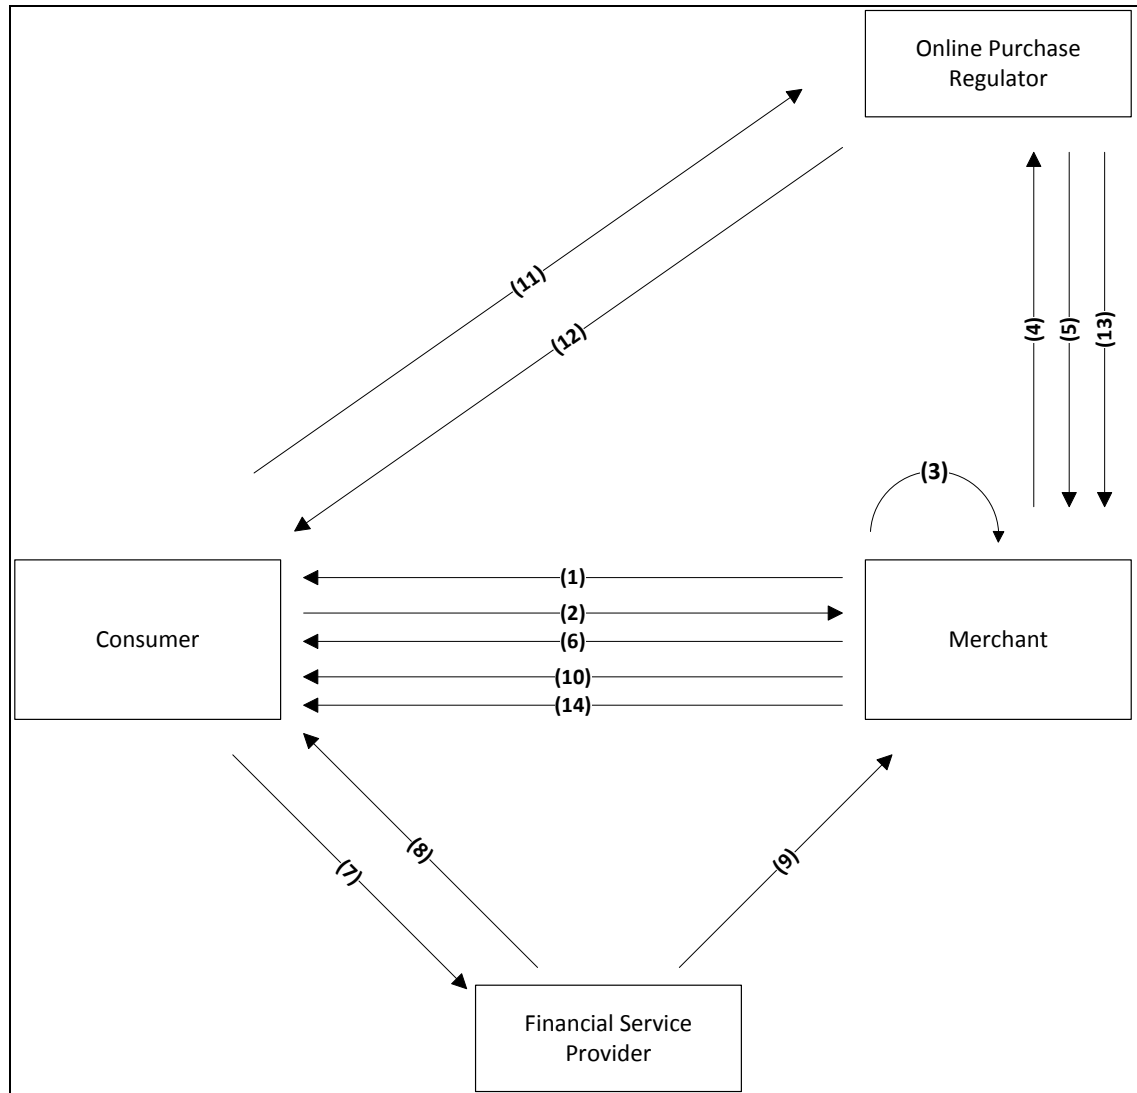 Online Purchase
Regulator
(11)
(12)
(4)
(5)
(13)
(3)
Consumer
(1)
(2)
(6)
(10)
(14)
Merchant
(7)
(8)
(9)
Financial Service
Provider